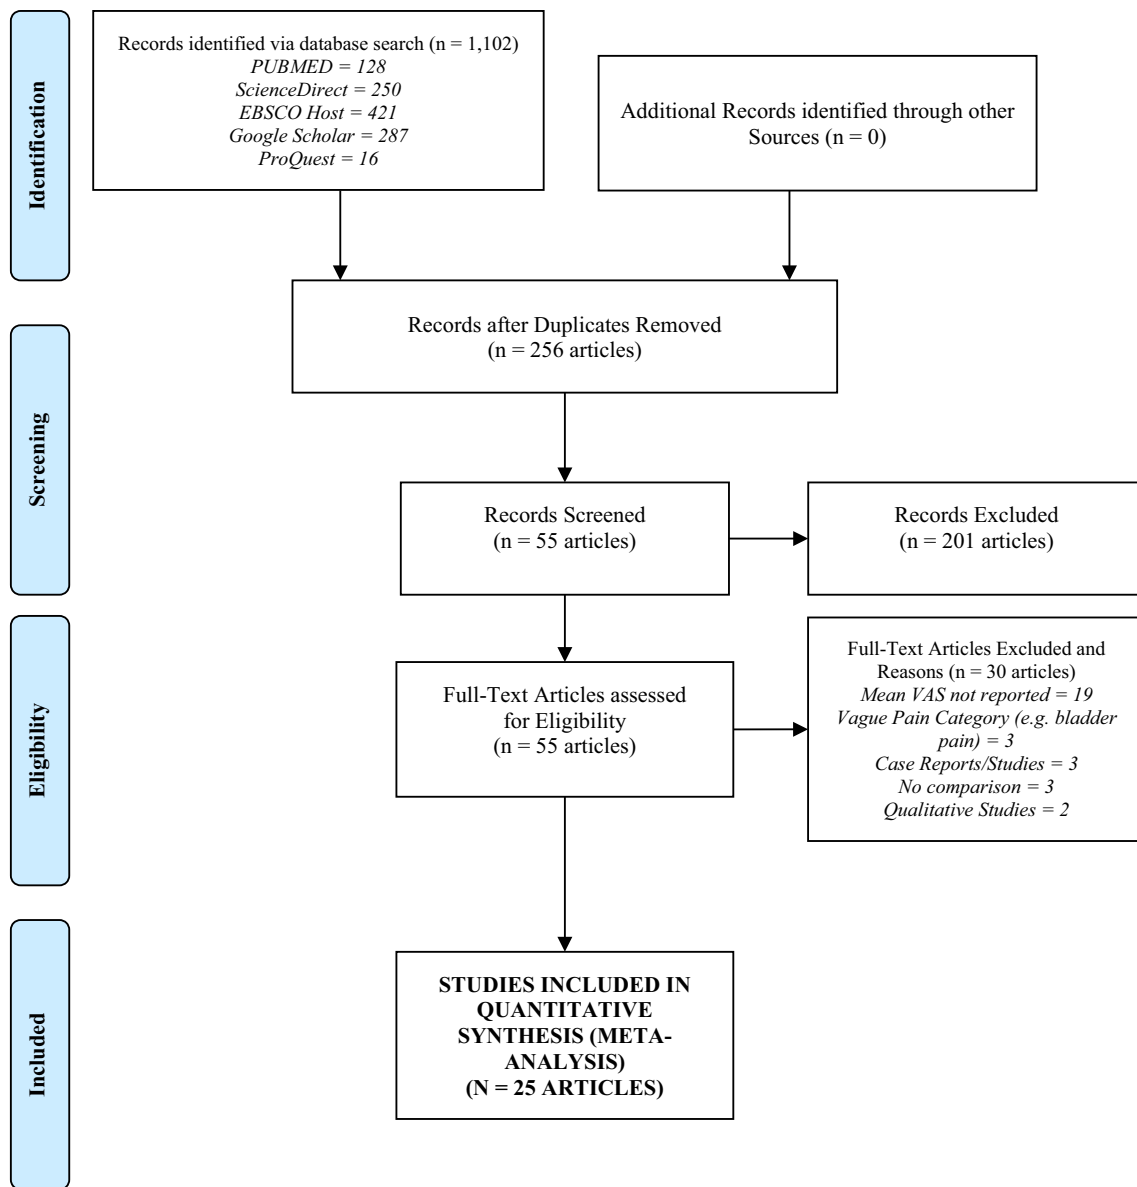 Identification
Records identified via database search (n = 1,102)
PUBMED = 128
ScienceDirect = 250
EBSCO Host = 421
Google Scholar = 287
ProQuest = 16
Additional Records identified through other
Sources (n = 0)
Records after Duplicates Removed
(n = 256 articles)
Screening
Records Screened
(n = 55 articles)
Records Excluded
(n = 201 articles)
Eligibility
Full-Text Articles assessed
for Eligibility
(n = 55 articles)
Full-Text Articles Excluded and
Reasons (n = 30 articles)
Mean VAS not reported = 19
Vague Pain Category (e.g. bladder
pain) = 3
Case Reports/Studies = 3
No comparison = 3
Qualitative Studies = 2
Included
STUDIES INCLUDED IN
QUANTITATIVE
SYNTHESIS (META-
ANALYSIS)
(N = 25 ARTICLES)